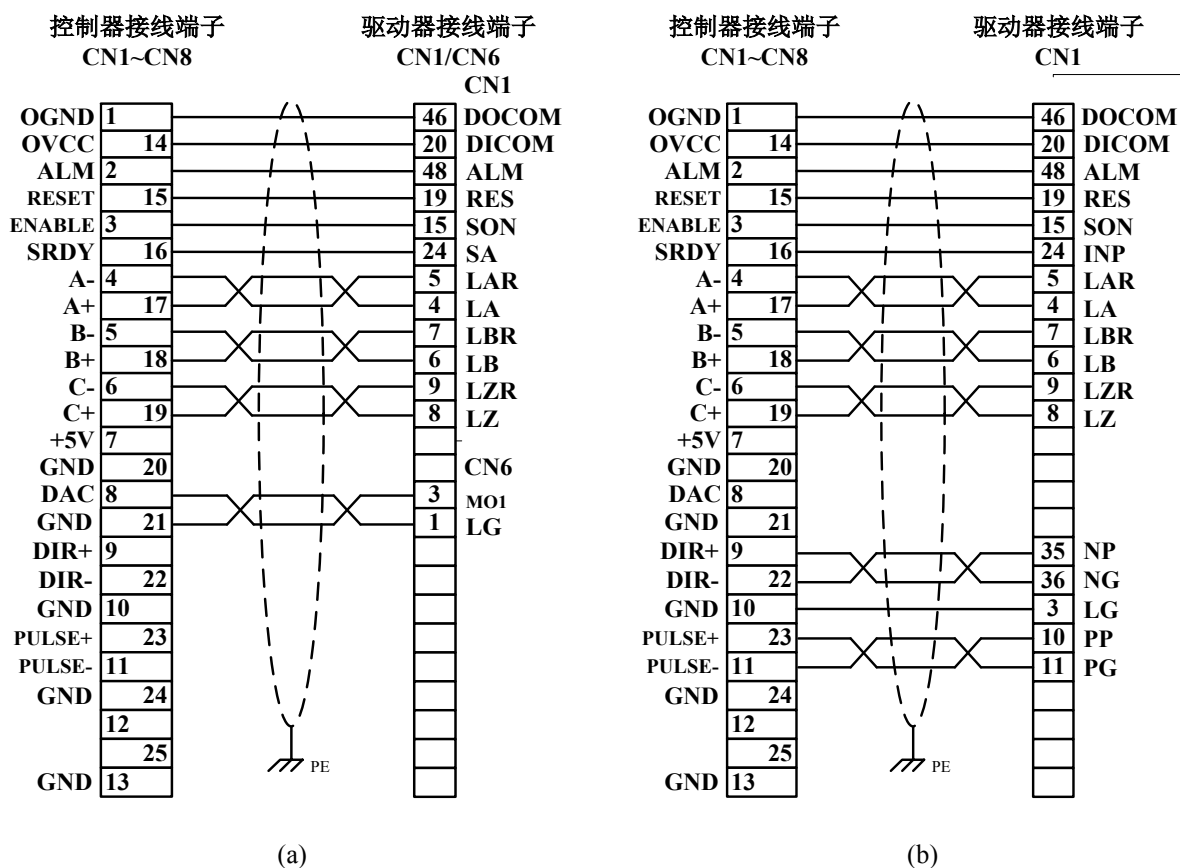 控制器接线端子 驱动器接线端子
CN1~CN8 CN1/CN6
CN1
OGND 1 46 DOCOM
OVCC 14 20 DICOM
ALM 2 48 ALM
RESET 15 19 RES
ENABLE 3 15 SON
SRDY 16 24 SA
A- 4 5 LAR
A+ 17 4 LA
B- 5 7 LBR
B+ 18 6 LB
C- 6 9 LZR
C+ 19 8 LZ
+5V 7
GND 20 CN6
DAC 8 3 MO1
GND 21 1 LG
DIR+ 9
DIR- 22
GND 10
PULSE+ 23
PULSE- 11
GND 24
12
25
PE
GND 13
(a)
控制器接线端子 驱动器接线端子
CN1~CN8 CN1
OGND 1 46 DOCOM
OVCC 14 20 DICOM
ALM 2 48 ALM
RESET 15 19 RES
ENABLE 3 15 SON
SRDY 16 24 INP
A- 4 5 LAR
A+ 17 4 LA
B- 5 7 LBR
B+ 18 6 LB
C- 6 9 LZR
C+ 19 8 LZ
+5V 7
GND 20
DAC 8
GND 21
DIR+ 9 35 NP
DIR- 22 36 NG
GND 10 3 LG
PULSE+ 23 10 PP
PULSE- 11 11 PG
GND 24
12
25
PE
GND 13
(b)